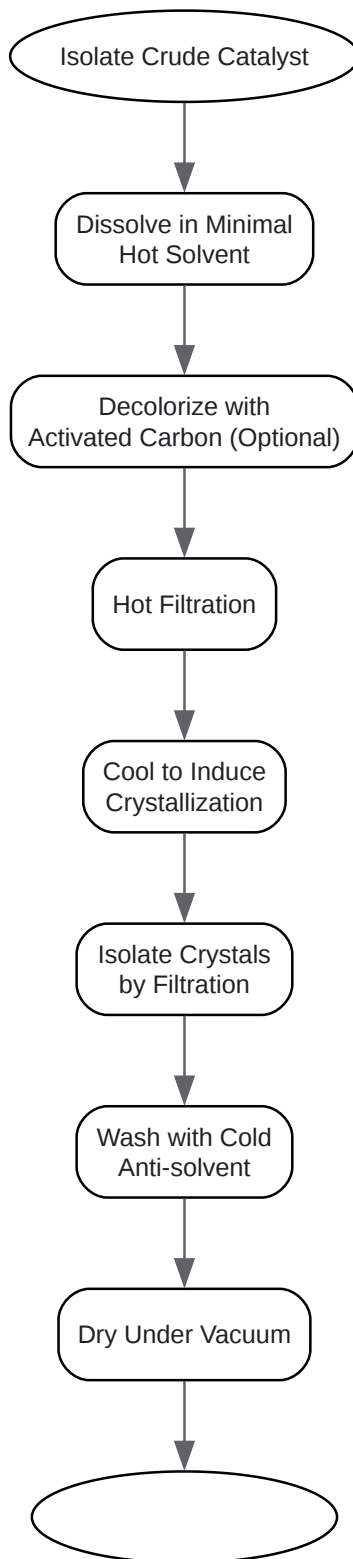 Isolate Crude Catalyst
Dissolve in Minimal
Hot Solvent
Decolorize with
Activated Carbon (Optional)
Hot Filtration
Cool to Induce
Crystallization
Isolate Crystals
by Filtration
Wash with Cold
Anti-solvent
Dry Under Vacuum